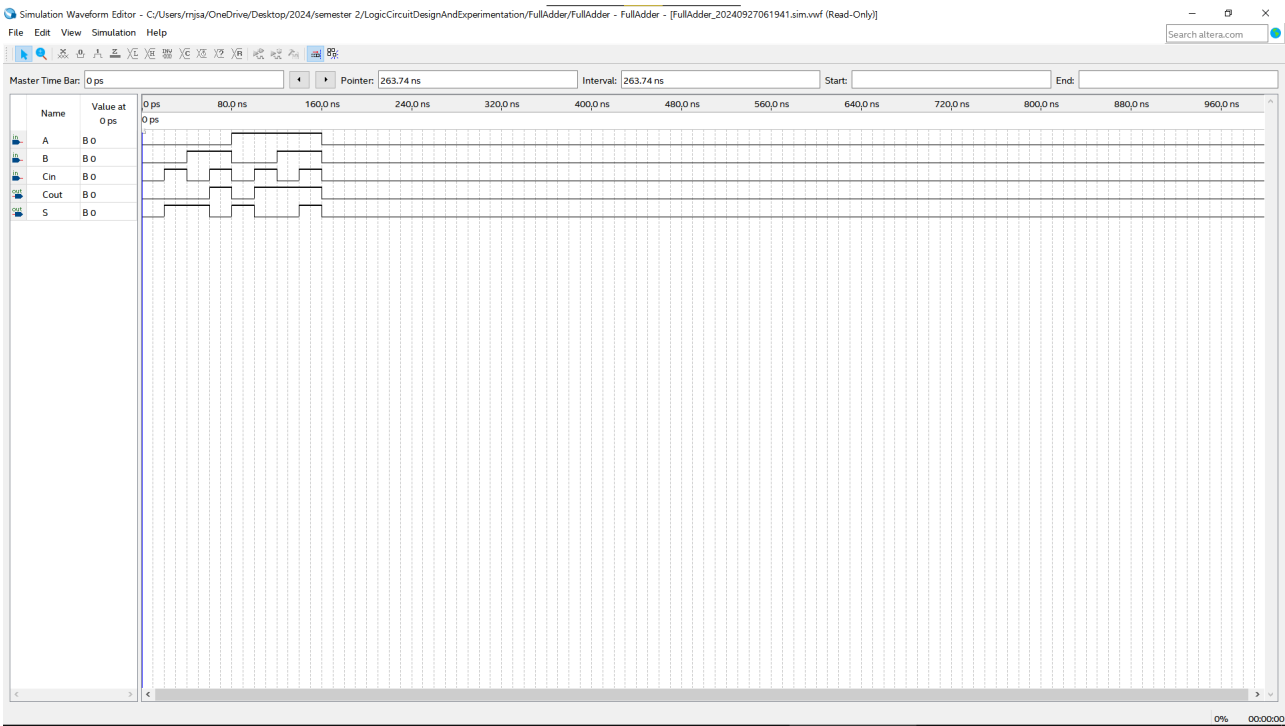 Simulation Waveform Editor - C:/Users/rnjsa/OneDrive/Desktop/2024/semester 2/LogicCircuitDesignAndExperimentation/FullAdder/FullAdder - FullAdder - [FullAdder_20240927061941.sim.vwf (Read-Only)]
File Edit View Simulation Help
Search altera.com
Master Time Bar: 0 ps Pointer: 263.74 ns Interval: 263.74 ns Start: End:
Name Value at 0 ps
0 ps 80.0 ns 160.0 ns 240.0 ns 320.0 ns 400.0 ns 480.0 ns 560.0 ns 640.0 ns 720.0 ns 800.0 ns 880.0 ns 960.0 ns
0 ps
in A B 0
in B B 0
in Cin B 0
out Cout B 0
out S B 0
0% 00:00:00